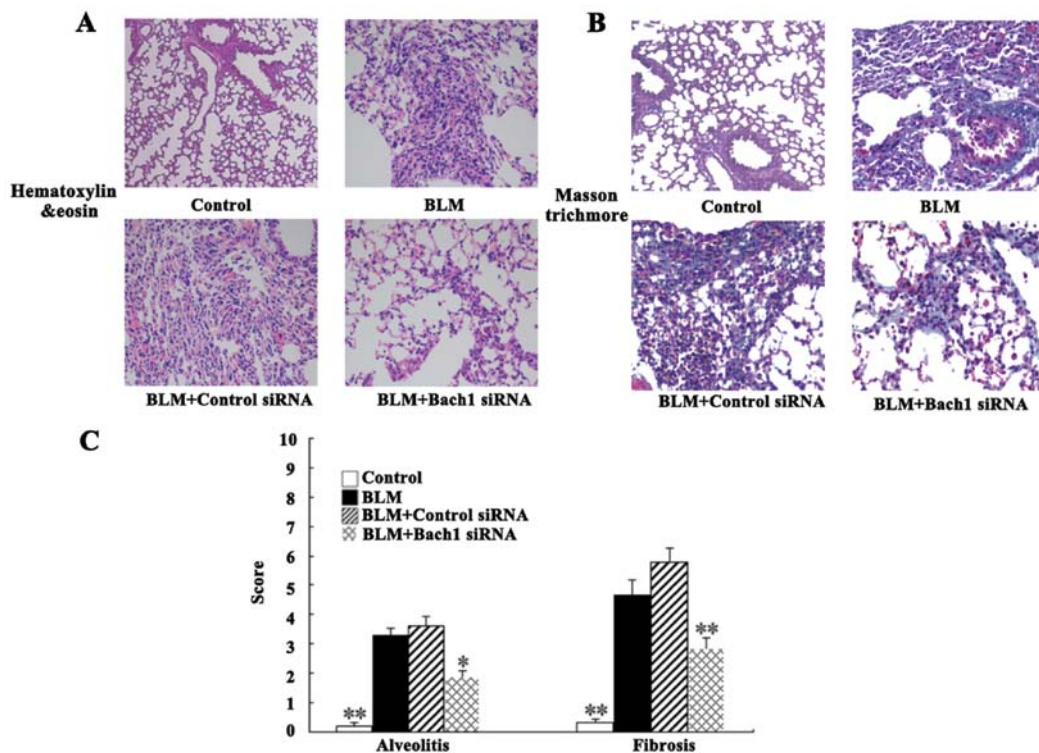 A
B
Hematoxylin
&eosin
Control
BLM
BLM+Control siRNA
BLM+Bach1 siRNA
Masson
trichmore
Control
BLM
BLM+Control siRNA
BLM+Bach1 siRNA
C
Score
10
9
8
7
6
5
4
3
2
1
0
Control
BLM
BLM+Control siRNA
BLM+Bach1 siRNA
**
*
**
**
Alveolitis
Fibrosis